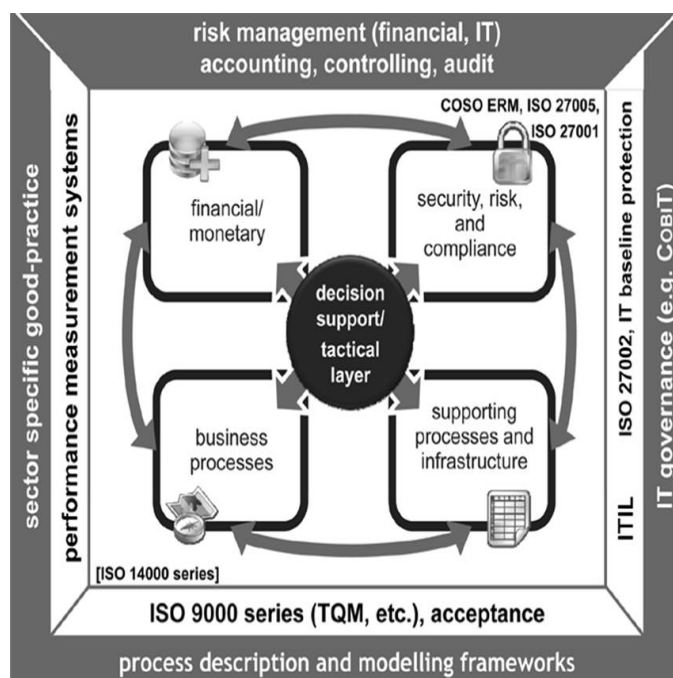 risk management (financial, IT)
accounting, controlling, audit
COSO ERM, ISO 27005,
ISO 27001
sector specific good-practice
performance measurement systems
financial/
monetary
security, risk,
and
compliance
decision
support/
tactical
layer
business
processes
supporting
processes and
infrastructure
ITIL
ISO 27002, IT baseline protection
IT governance (e.g. COBIT)
[ISO 14000 series]
ISO 9000 series (TQM, etc.), acceptance
process description and modelling frameworks